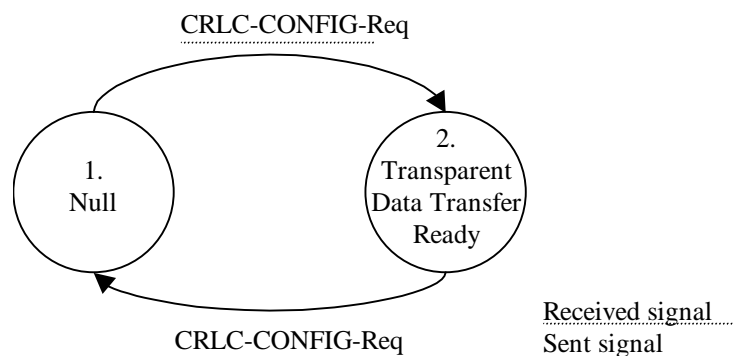 CRLC-CONFIG-Req
1.
Null
2.
Transparent
Data Transfer
Ready
CRLC-CONFIG-Req
Received signal
Sent signal